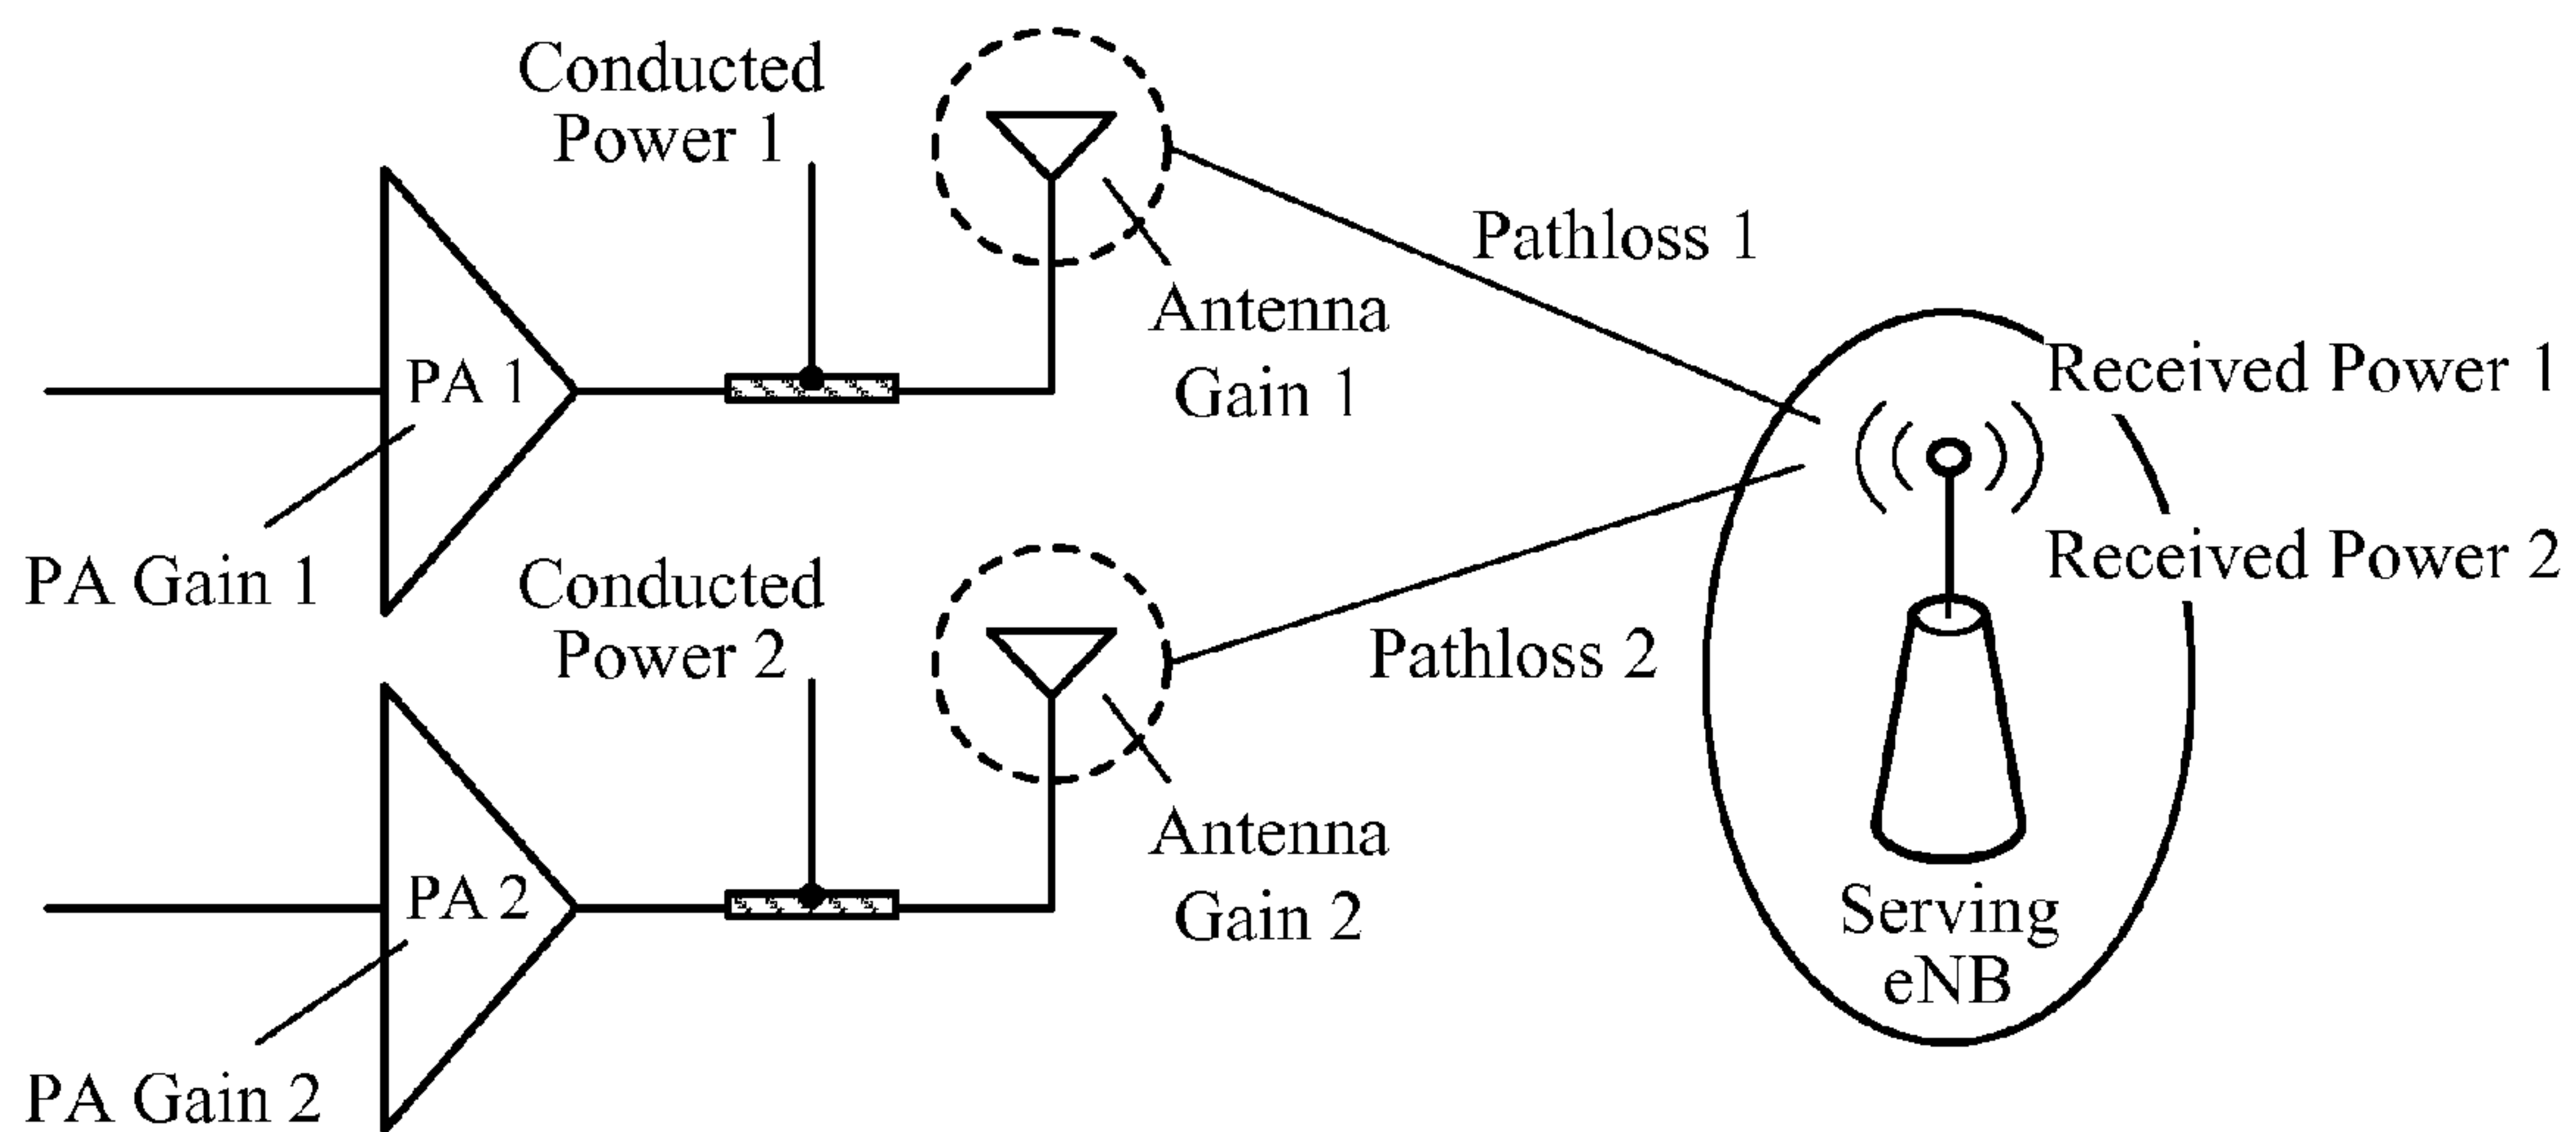 Conducted
Power 1
PA 1
PA Gain 1
Antenna
Gain 1
Pathloss 1
Received Power 1
Received Power 2
Conducted
Power 2
PA 2
PA Gain 2
Antenna
Gain 2
Pathloss 2
Serving
eNB